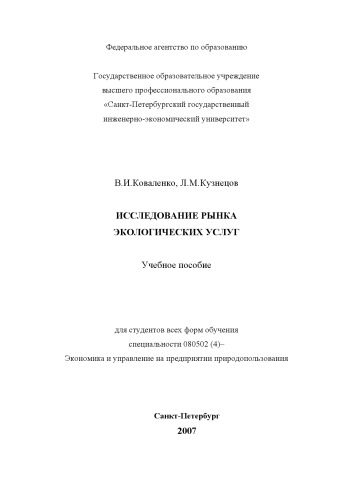 Федеральное агентство по образованию
Государственное образовательное учреждение
высшего профессионального образования
«Санкт-Петербургский государственный
инженерно-экономический университет»
В.И.Коваленко, Л.М.Кузнецов
ИССЛЕДОВАНИЕ РЫНКА
ЭКОЛОГИЧЕСКИХ УСЛУГ
Учебное пособие
для студентов всех форм обучения
специальности 080502 (4)–
Экономика и управление на предприятии природопользования
Санкт-Петербург
2007